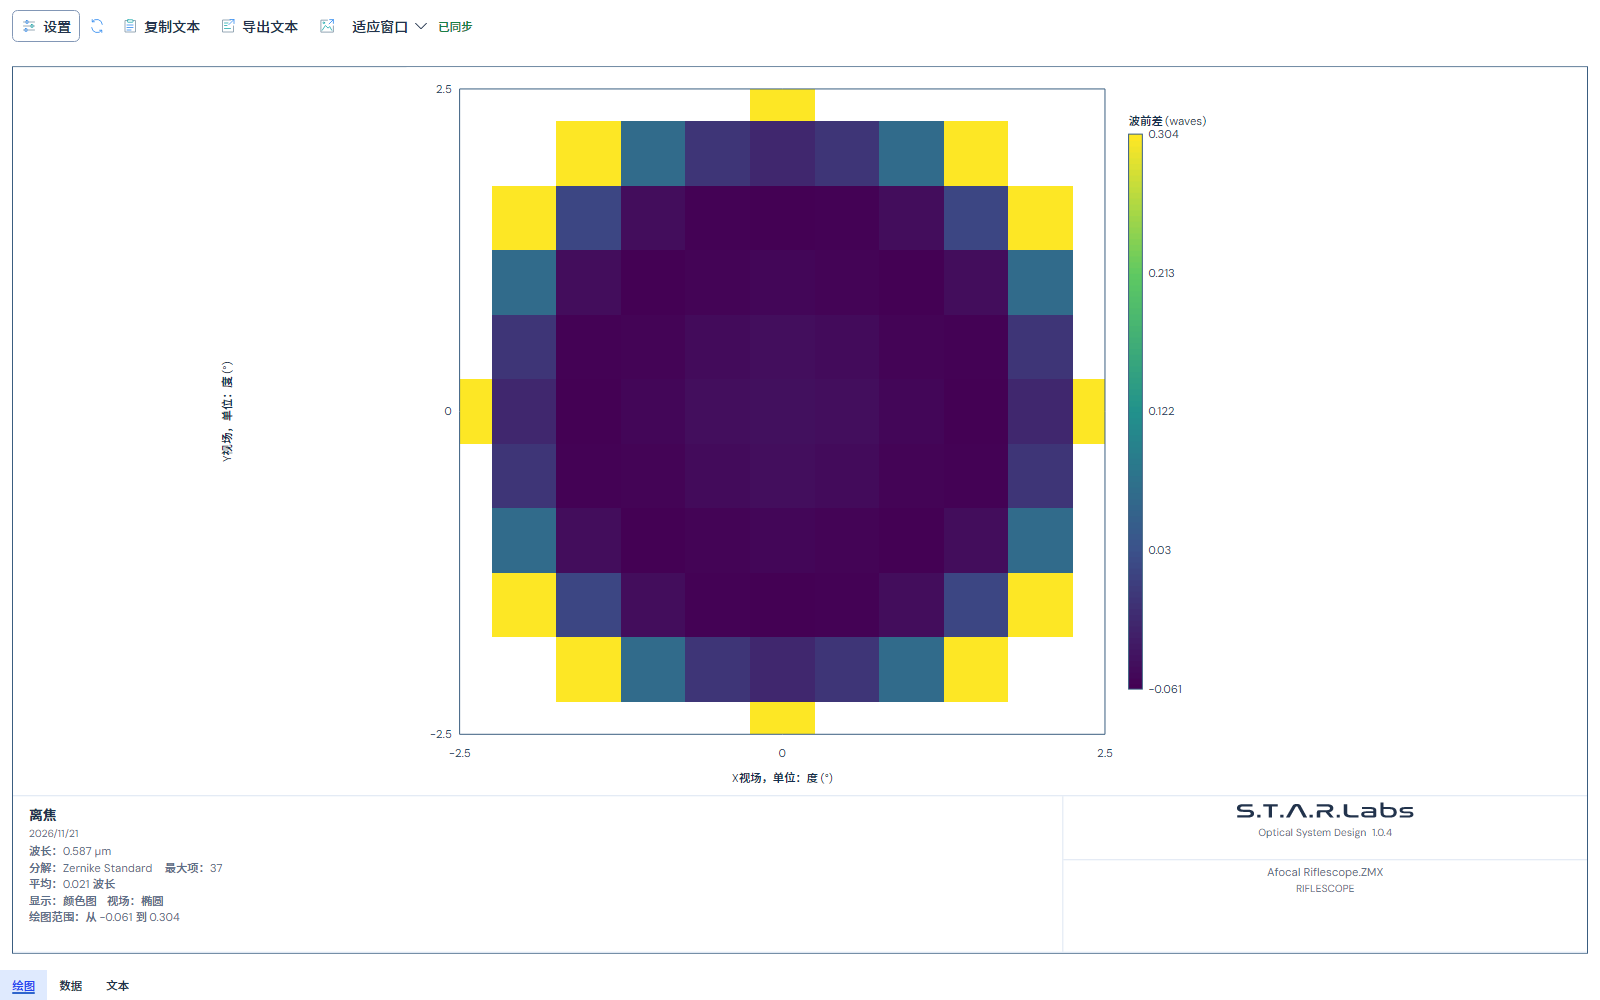 设置 复制文本 导出文本 适应窗口 已同步
2.5
0
-2.5
Y视场，单位：度 (°)
-2.5 0 2.5
X视场，单位：度 (°)
波前差 (waves)
0.304
0.213
0.122
0.03
-0.061
离焦
2026/11/21
波长：0.587 µm
分解：Zernike Standard 最大项：37
平均：0.021 波长
显示：颜色图 视场：椭圆
绘图范围：从 -0.061 到 0.304
S.T.A.R.Labs
Optical System Design 1.0.4
Afocal Riflescope.ZMX
RIFLESCOPE
绘图 数据 文本